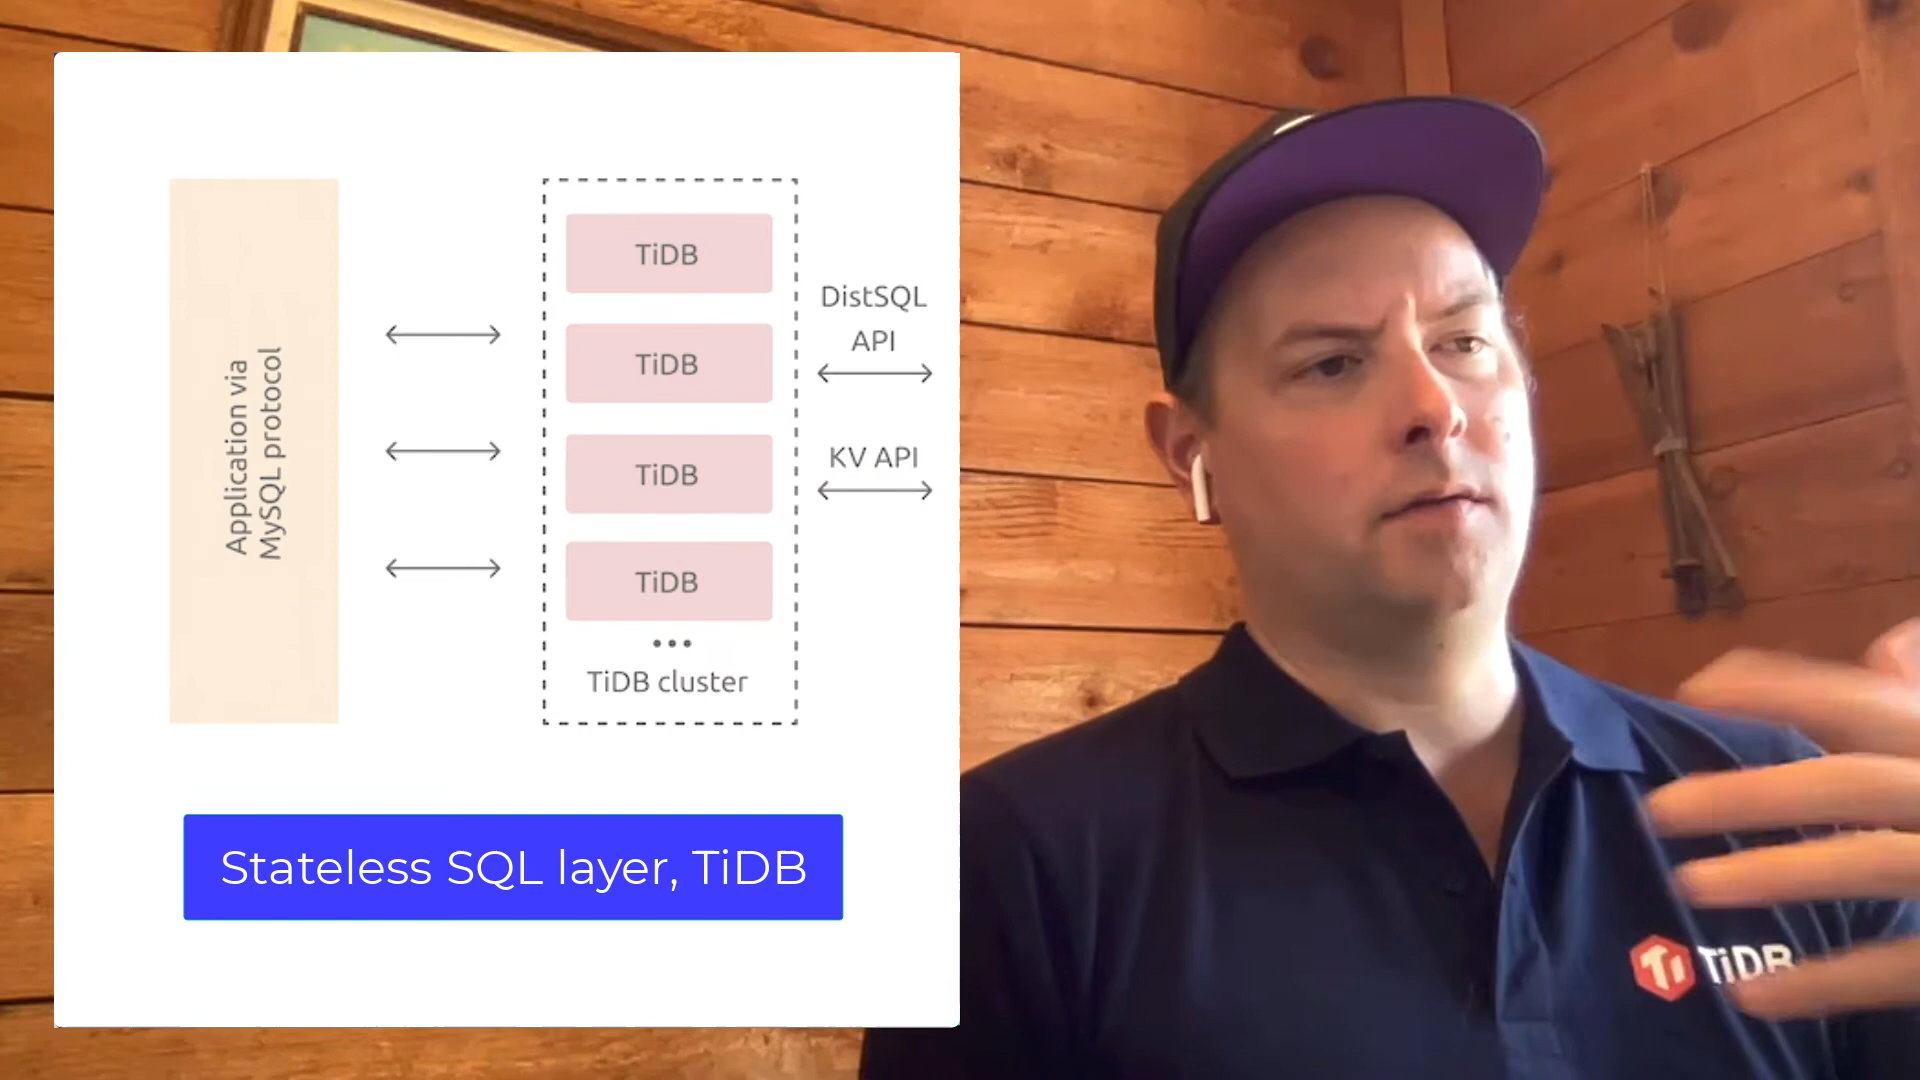 Application via
MySQL protocol
TiDB
TiDB
TiDB
TiDB
TiDB cluster
DistSQL
API
KV API
Stateless SQL layer, TiDB
Ti TiDB